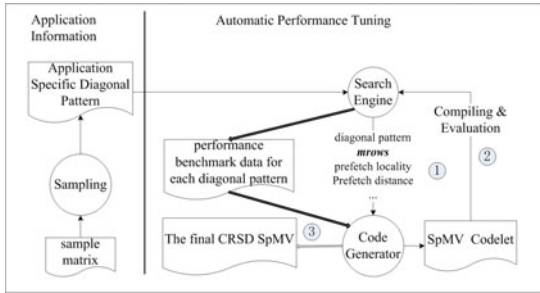 Application
Information
Automatic Performance Tuning
Application
Specific Diagonal
Pattern
Search
Engine
Compiling &
Evaluation
diagonal pattern
mrows
prefetch locality
Prefetch distance
...
1
2
performance
benchmark data for
each diagonal pattern
Sampling
sample
matrix
The final CRSD SpMV
3
Code
Generator
SpMV Codelet